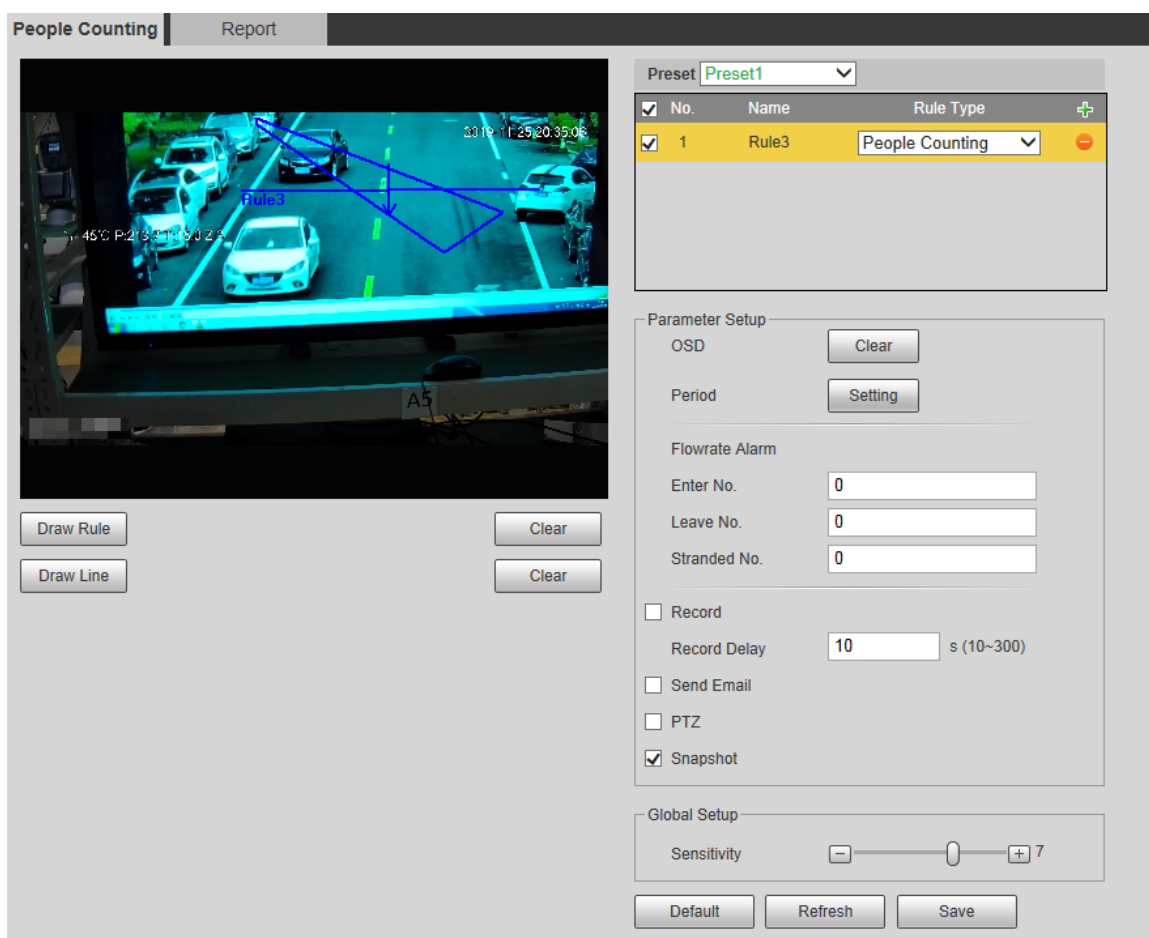 People Counting Report
Preset Preset1
No. Name Rule Type
1 Rule3 People Counting
2019-11-25 20:35:06
Rule3
A5
Parameter Setup
OSD Clear
Period Setting
Flowrate Alarm
Enter No. 0
Leave No. 0
Stranded No. 0
Draw Rule Clear
Draw Line Clear
Record
Record Delay 10 s (10~300)
Send Email
PTZ
Snapshot
Global Setup
Sensitivity 7
Default Refresh Save